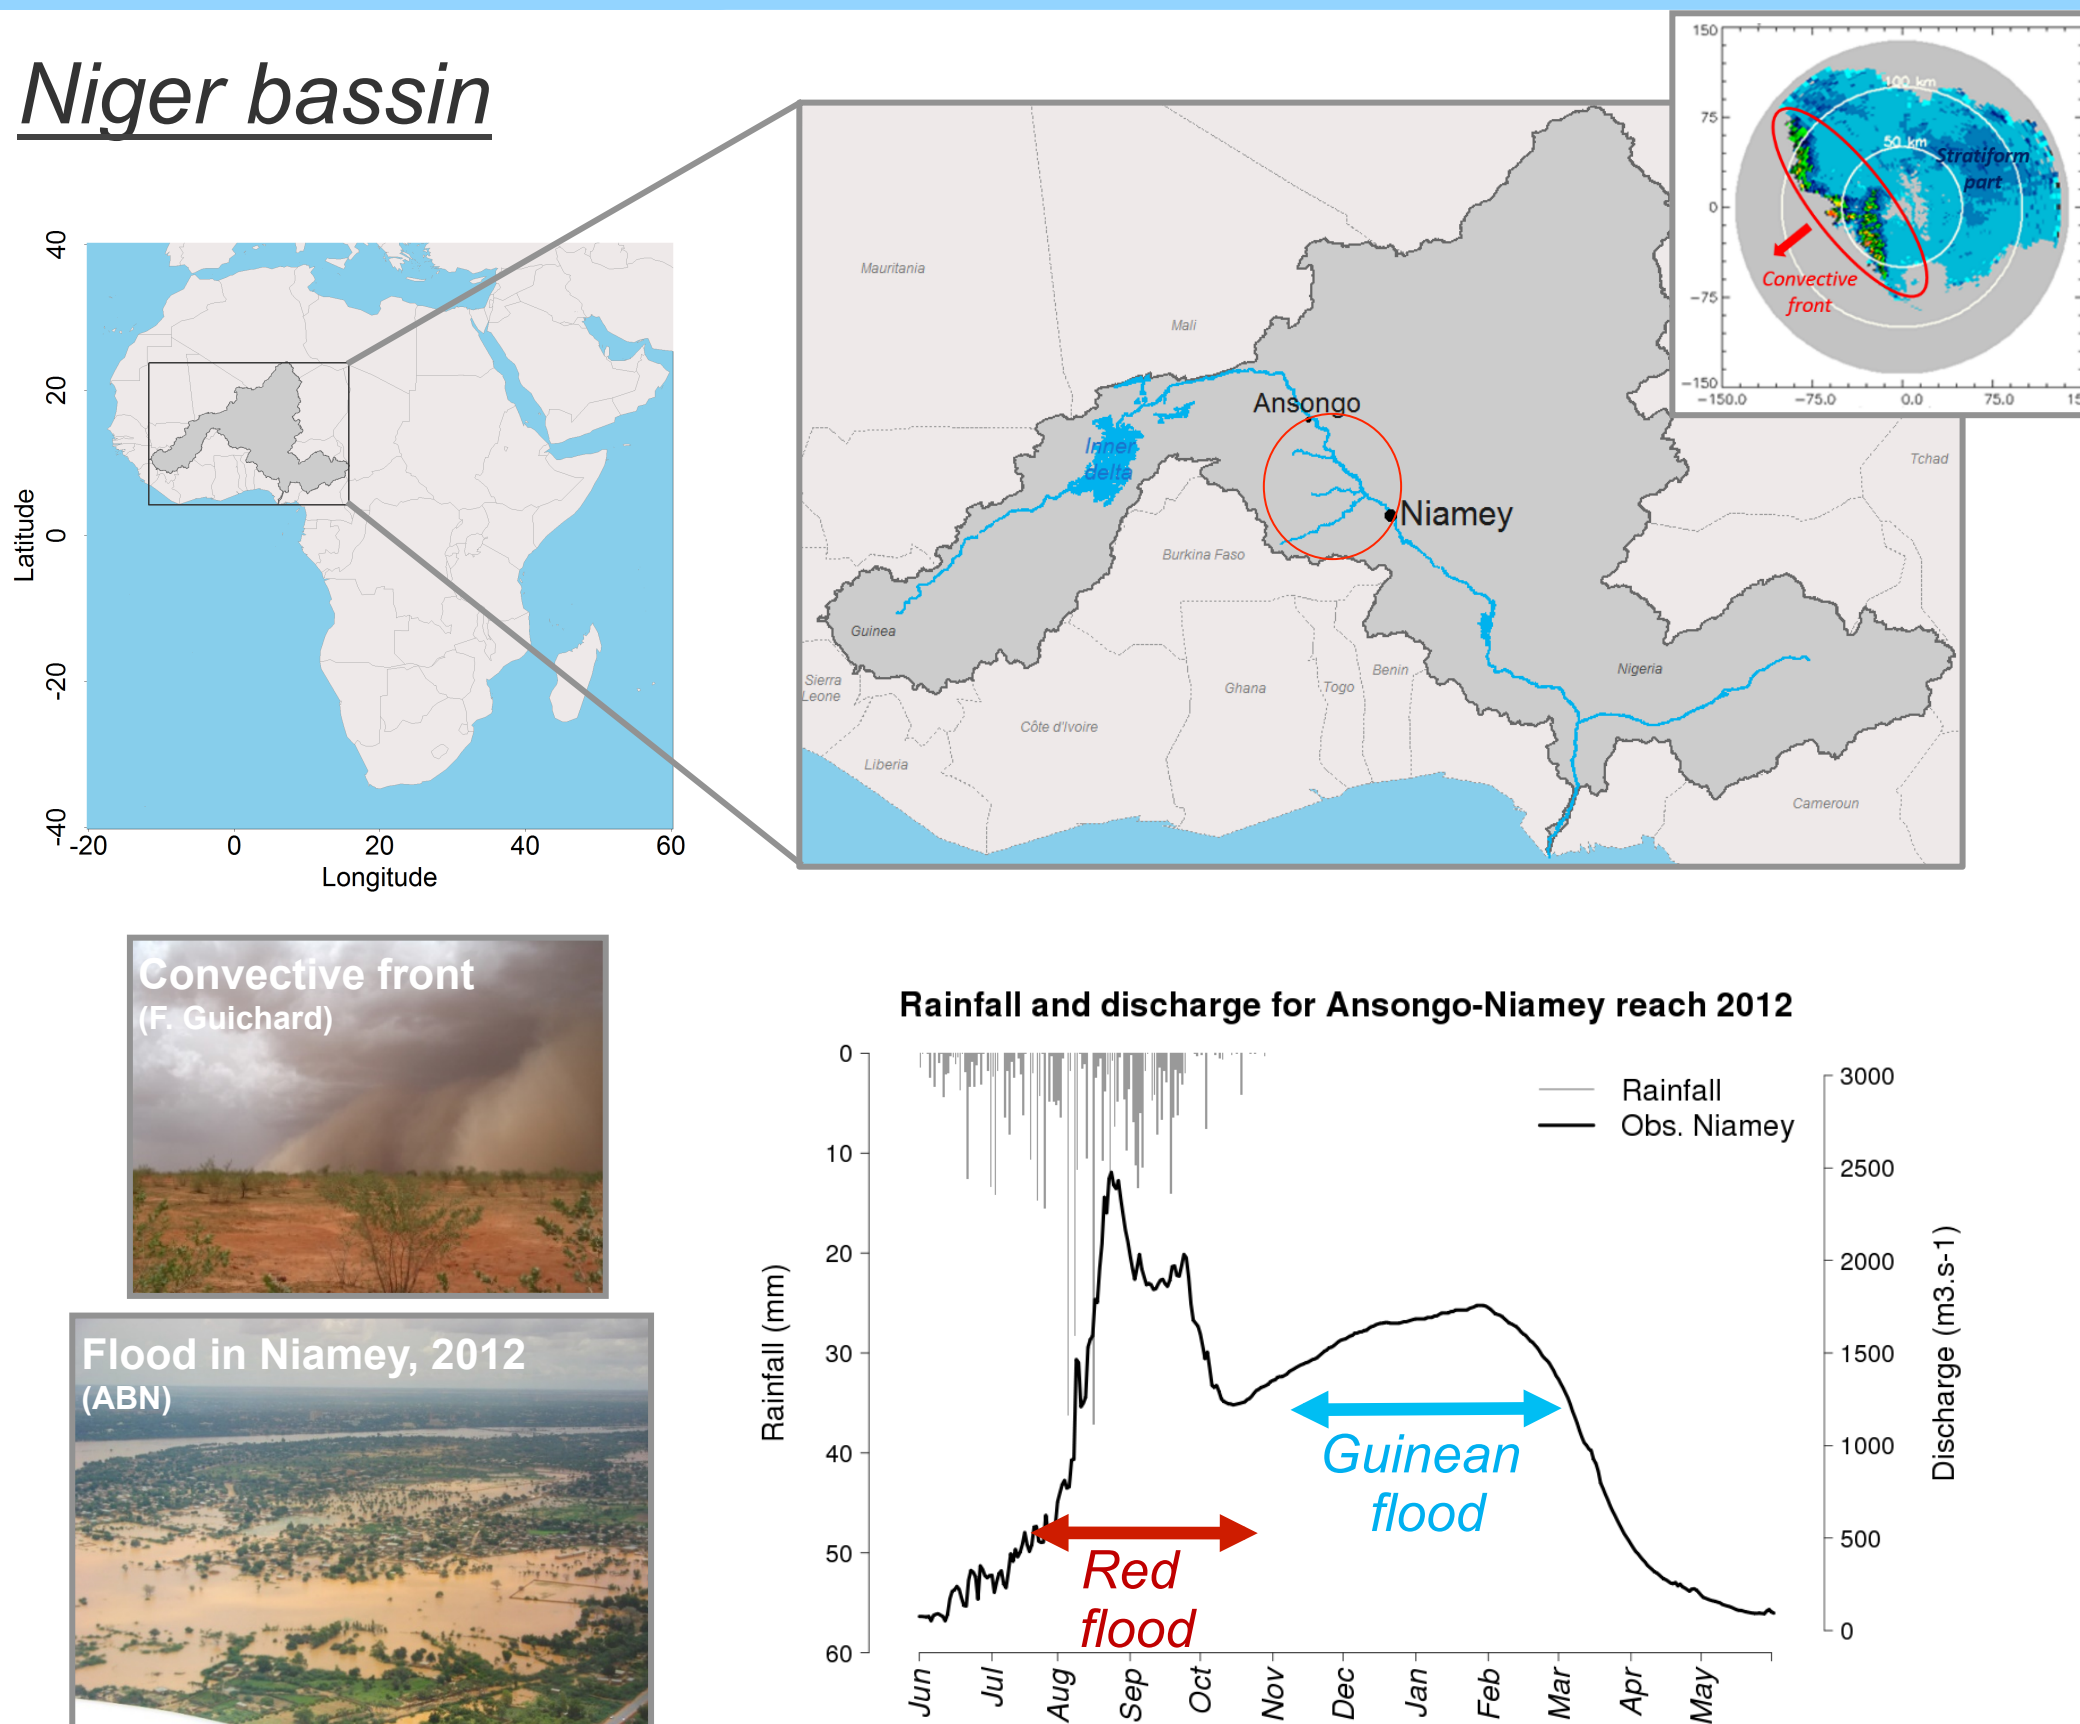 Niger bassin
150
75
0
−75
−150
−150.0
−75.0
0.0
75.0
100 km
50 km
Stratiform
part
Convective
front
40
20
0
-20
-40
Latitude
-20
0
20
40
60
Longitude
Mauritania
Mali
Ansongo
Inner
delta
Tchad
Niamey
Burkina Faso
Guinea
Sierra
Leone
Benin
Nigeria
Ghana
Togo
Côte d'Ivoire
Liberia
Cameroun
Convective front
(F. Guichard)
Flood in Niamey, 2012
(ABN)
Rainfall and discharge for Ansongo-Niamey reach 2012
Rainfall
Obs. Niamey
0
10
20
30
40
50
60
Rainfall (mm)
3000
2500
2000
1500
1000
500
0
Discharge (m3.s-1)
Guinean
flood
Red
flood
Jun
Jul
Aug
Sep
Oct
Nov
Dec
Jan
Feb
Mar
Apr
May